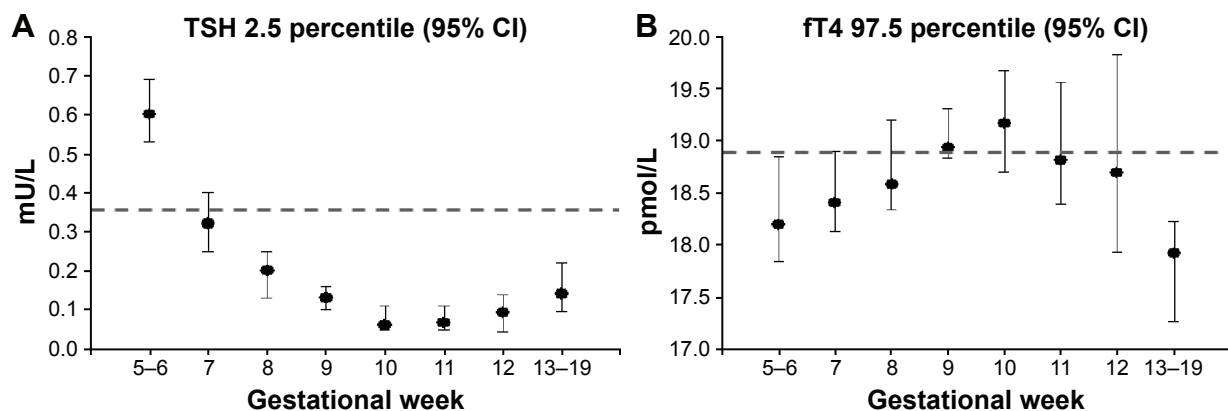 A
TSH 2.5 percentile (95% CI)
mU/L
0.8
0.7
0.6
0.5
0.4
0.3
0.2
0.1
0.0
5–6 7 8 9 10 11 12 13–19
Gestational week
B
fT4 97.5 percentile (95% CI)
pmol/L
20.0
19.5
19.0
18.5
18.0
17.5
17.0
5–6 7 8 9 10 11 12 13–19
Gestational week